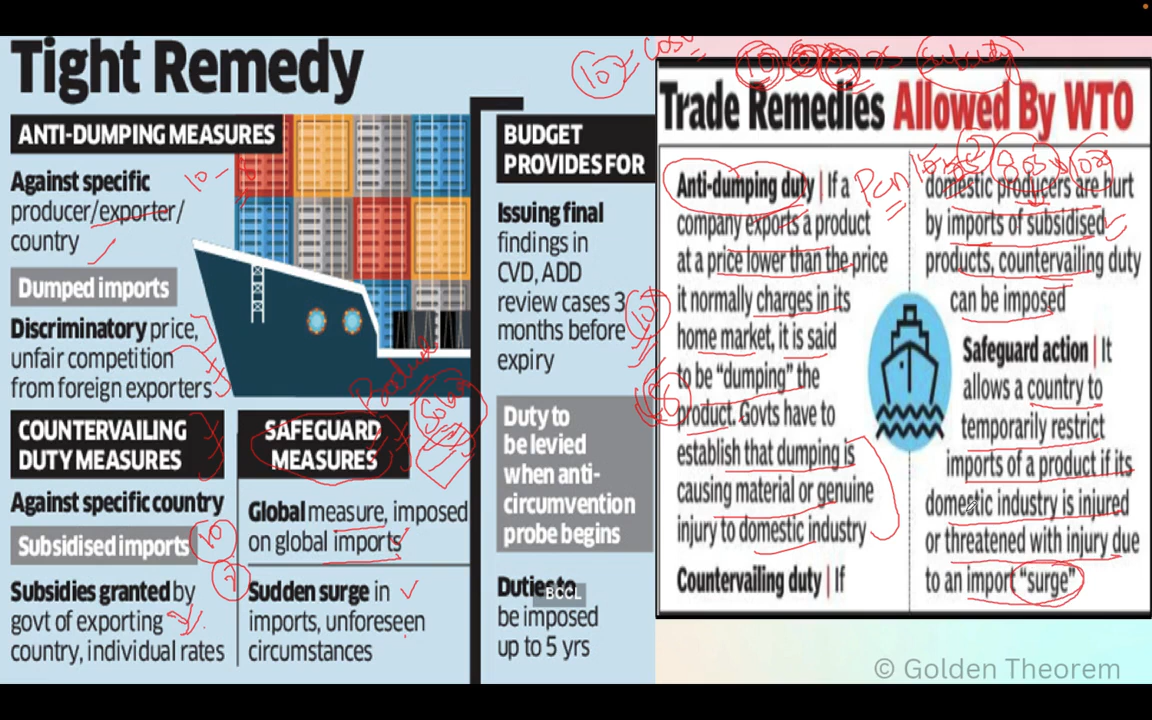 Tight Remedy
ANTI-DUMPING MEASURES
Against specific
producer/exporter/
country
Dumped imports
Discriminatory price,
unfair competition
from foreign exporters
COUNTERVAILING
DUTY MEASURES
Against specific country
Subsidised imports
Subsidies granted by
govt of exporting
country, individual rates
SAFEGUARD
MEASURES
Global measure, imposed
on global imports
Sudden surge in
imports, unforeseen
circumstances
BUDGET
PROVIDES FOR
Issuing final
findings in
CVD, ADD
review cases 3
months before
expiry
Duty to
be levied
when anti-
circumvention
probe begins
Duties to
BCCL
be imposed
up to 5 yrs
Trade Remedies Allowed By WTO
Anti-dumping duty | If a
company exports a product
at a price lower than the price
it normally charges in its
home market, it is said
to be “dumping” the
product. Govts have to
establish that dumping is
causing material or genuine
injury to domestic industry
Countervailing duty | If
domestic producers are hurt
by imports of subsidised
products, countervailing duty
can be imposed
Safeguard action | It
allows a country to
temporarily restrict
imports of a product if its
domestic industry is injured
or threatened with injury due
to an import “surge”
© Golden Theorem
10
cost
Subsidy
Pen
10
10
2
Solar